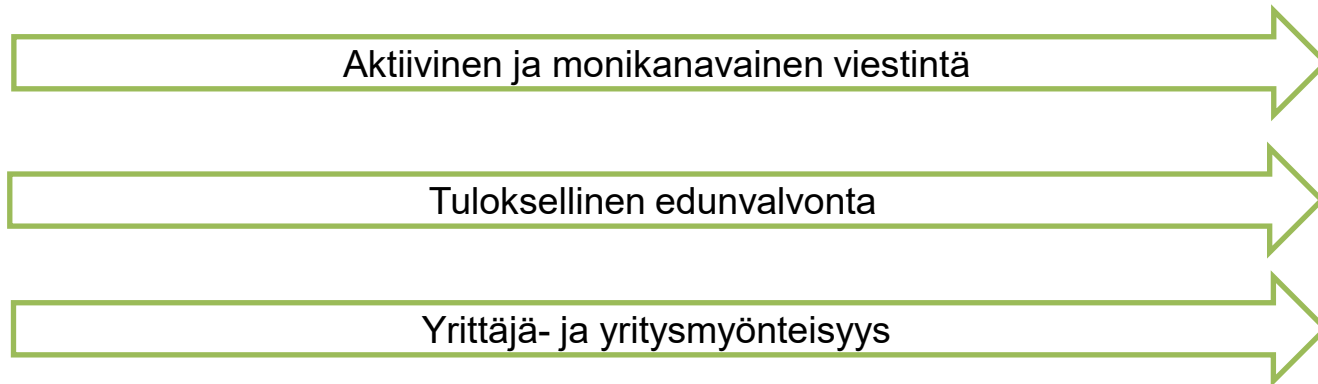 Aktiivinen ja monikanavainen viestintä
Tuloksellinen edunvalvonta
Yrittäjä- ja yritysmyönteisyys